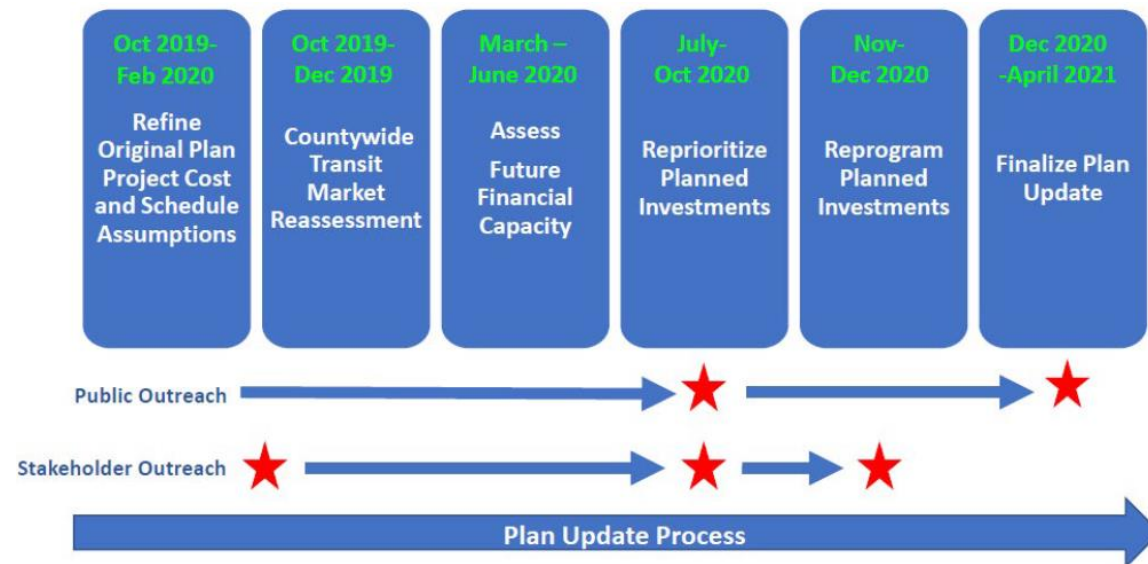 Oct 2019-
Feb 2020
Refine
Original Plan
Project Cost
and Schedule
Assumptions
Oct 2019-
Dec 2019
Countywide
Transit
Market
Reassessment
March –
June 2020
Assess
Future
Financial
Capacity
July-
Oct 2020
Reprioritize
Planned
Investments
Nov-
Dec 2020
Reprogram
Planned
Investments
Dec 2020
-April 2021
Finalize Plan
Update
Public Outreach
Stakeholder Outreach
Plan Update Process